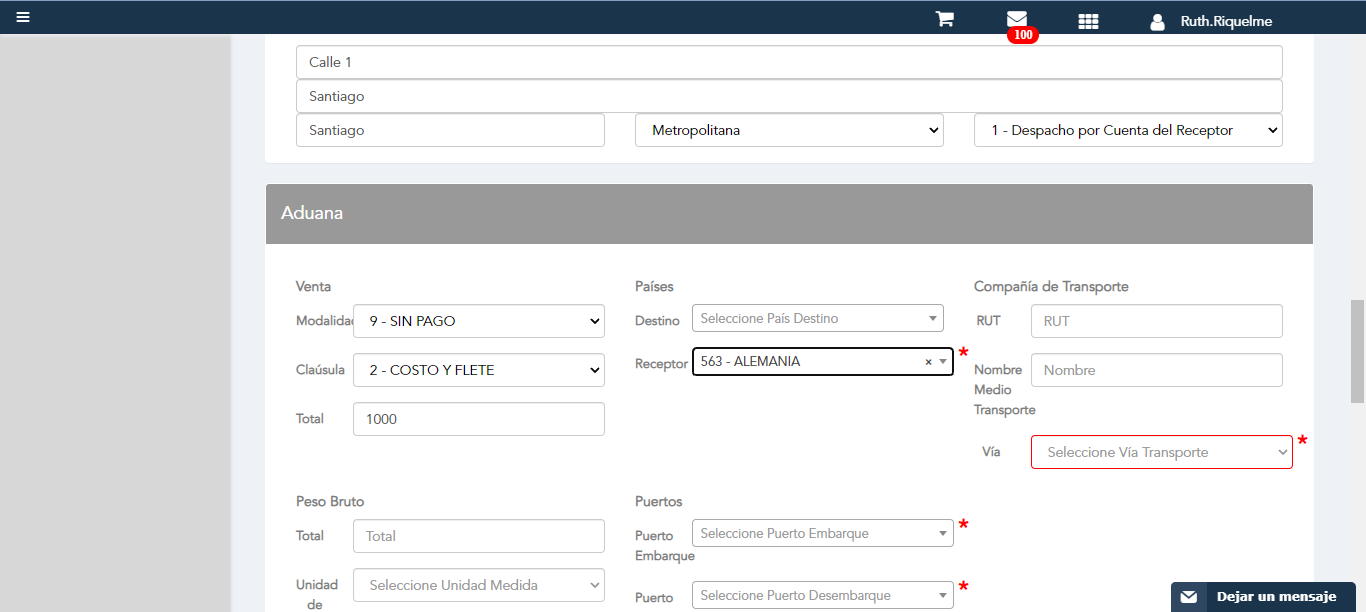 Ruth.Riquelme
100
Calle 1
Santiago
Santiago Metropolitana 1 - Despacho por Cuenta del Receptor
Aduana
Venta Países Compañía de Transporte
Modalidad 9 - SIN PAGO Destino Seleccione País Destino RUT RUT
Receptor 563 - ALEMANIA × *
Claúsula 2 - COSTO Y FLETE Nombre Nombre
Medio
Transporte
Total 1000
Vía Seleccione Vía Transporte *
Peso Bruto Puertos
Total Total Puerto Seleccione Puerto Embarque *
Embarque
Unidad Seleccione Unidad Medida Puerto Seleccione Puerto Desembarque *
de
Dejar un mensaje